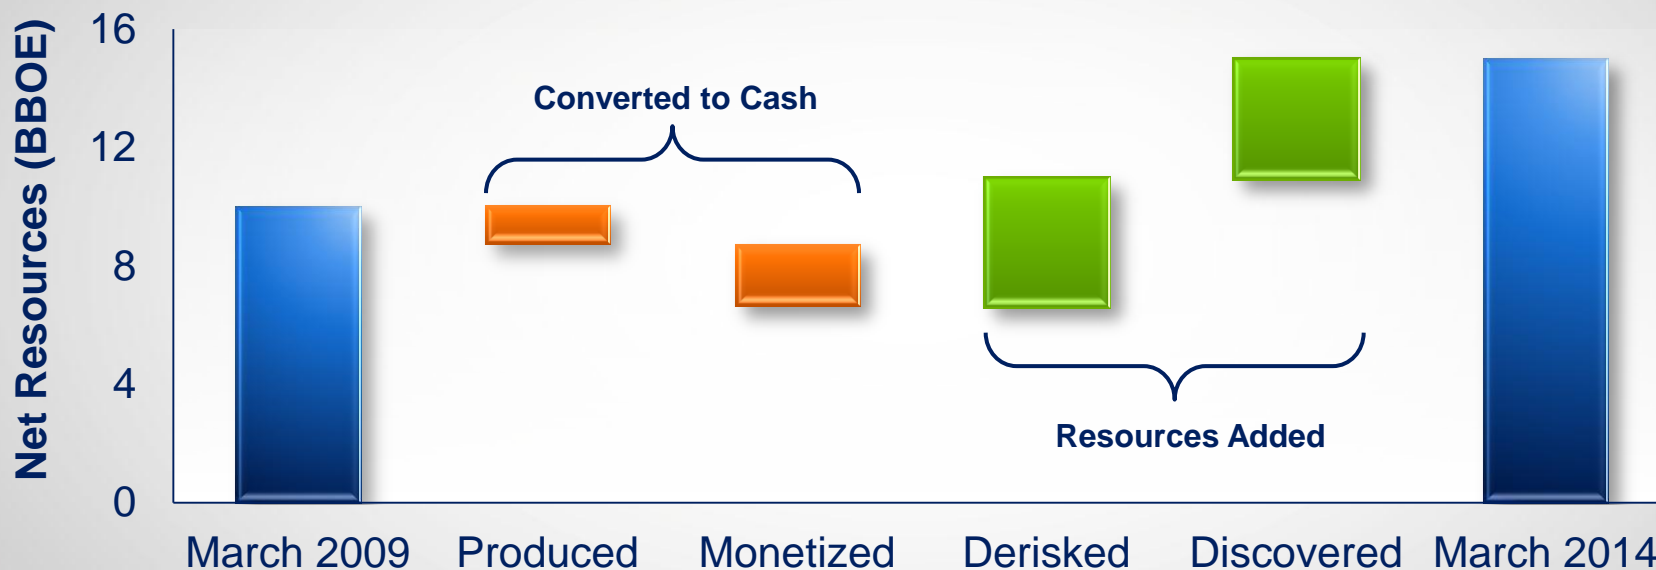 Net Resources (BBOE)
16
12
8
4
0
Converted to Cash
Resources Added
March 2009
Produced
Monetized
Derisked
Discovered
March 2014